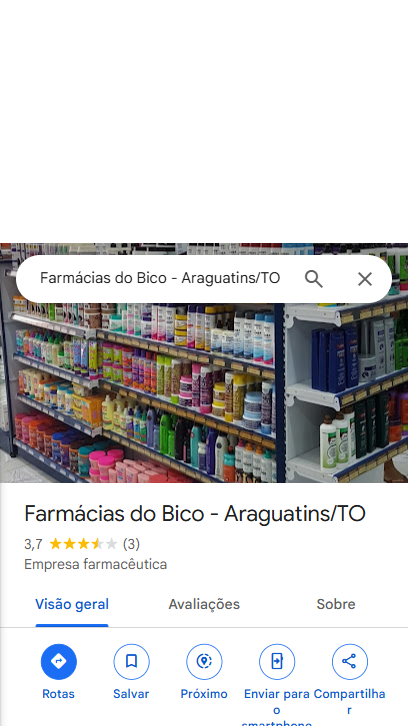 Farmácias do Bico - Araguatins/TO
Farmácias do Bico - Araguatins/TO
3,7 (3)
Empresa farmacêutica
Visão geral Avaliações Sobre
Rotas Salvar Próximo Enviar para o smartphone Compartilhar